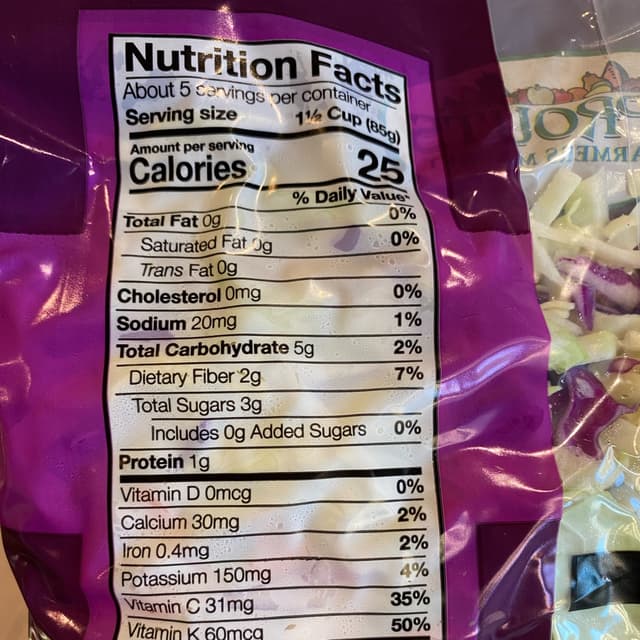 Nutrition Facts
About 5 servings per container
Serving size 1½ Cup (85g)
Amount per serving
Calories 25
% Daily Value*
Total Fat 0g 0%
Saturated Fat 0g 0%
Trans Fat 0g
Cholesterol 0mg 0%
Sodium 20mg 1%
Total Carbohydrate 5g 2%
Dietary Fiber 2g 7%
Total Sugars 3g
Includes 0g Added Sugars 0%
Protein 1g
Vitamin D 0mcg 0%
Calcium 30mg 2%
Iron 0.4mg 2%
Potassium 150mg 4%
Vitamin C 31mg 35%
Vitamin K 60mcg 50%